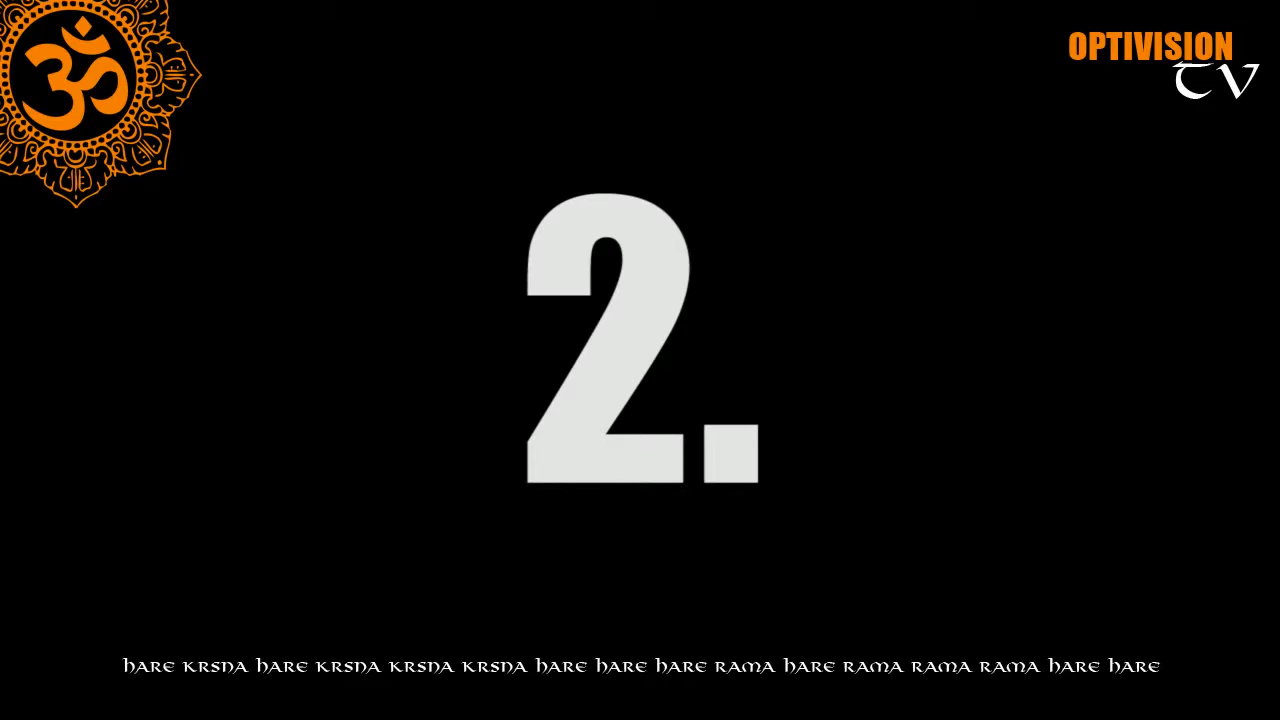 ॐ
OPTIVISION
TV
2.
HARE KRSNA HARE KRSNA KRSNA KRSNA HARE HARE HARE RAMA HARE RAMA RAMA RAMA HARE HARE